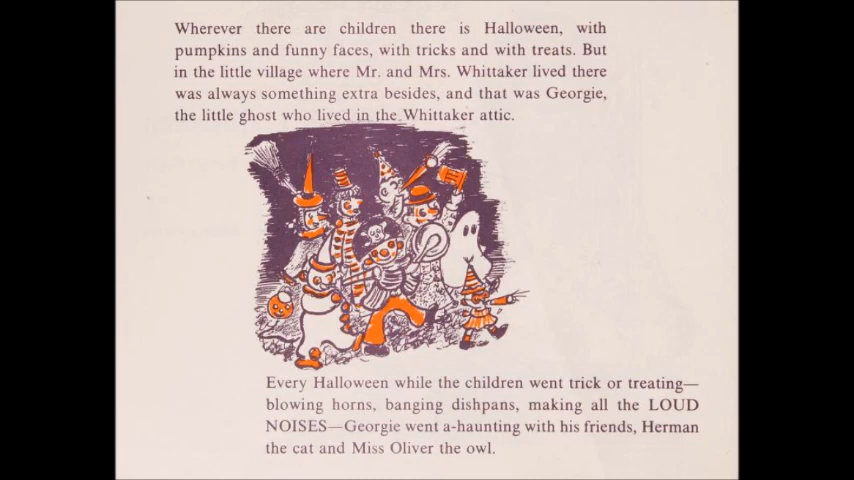 Wherever there are children there is Halloween, with
pumpkins and funny faces, with tricks and with treats. But
in the little village where Mr. and Mrs. Whittaker lived there
was always something extra besides, and that was Georgie,
the little ghost who lived in the Whittaker attic.
Every Halloween while the children went trick or treating—
blowing horns, banging dishpans, making all the LOUD
NOISES—Georgie went a-haunting with his friends, Herman
the cat and Miss Oliver the owl.